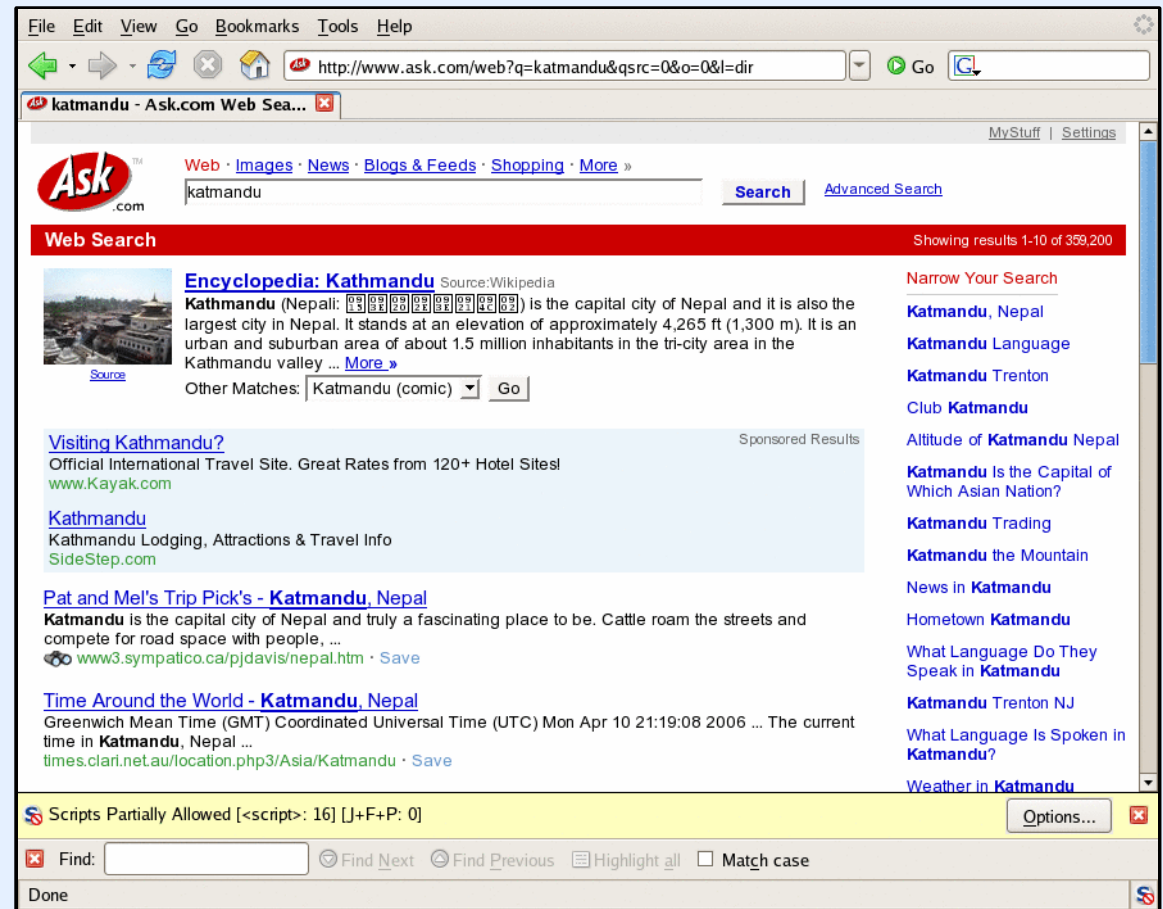 File Edit View Go Bookmarks Tools Help
http://www.ask.com/web?q=katmandu&qsrc=0&o=0&l=dir Go G
katmandu - Ask.com Web Sea...
MyStuff | Settings
Ask.com™
Web · Images · News · Blogs & Feeds · Shopping · More »
katmandu Search Advanced Search
Web Search Showing results 1-10 of 359,200
Encyclopedia: Kathmandu Source:Wikipedia
Kathmandu (Nepali: ) is the capital city of Nepal and it is also the
largest city in Nepal. It stands at an elevation of approximately 4,265 ft (1,300 m). It is an
urban and suburban area of about 1.5 million inhabitants in the tri-city area in the
Kathmandu valley ... More »
Source
Other Matches: Katmandu (comic) Go
Visiting Kathmandu? Sponsored Results
Official International Travel Site. Great Rates from 120+ Hotel Sites!
www.Kayak.com
Kathmandu
Kathmandu Lodging, Attractions & Travel Info
SideStep.com
Pat and Mel's Trip Pick's - Katmandu, Nepal
Katmandu is the capital city of Nepal and truly a fascinating place to be. Cattle roam the streets and
compete for road space with people, ...
www3.sympatico.ca/pjdavis/nepal.htm · Save
Time Around the World - Katmandu, Nepal
Greenwich Mean Time (GMT) Coordinated Universal Time (UTC) Mon Apr 10 21:19:08 2006 ... The current
time in Katmandu, Nepal ...
times.clari.net.au/location.php3/Asia/Katmandu · Save
Narrow Your Search
Katmandu, Nepal
Katmandu Language
Katmandu Trenton
Club Katmandu
Altitude of Katmandu Nepal
Katmandu Is the Capital of
Which Asian Nation?
Katmandu Trading
Katmandu the Mountain
News in Katmandu
Hometown Katmandu
What Language Do They
Speak in Katmandu
Katmandu Trenton NJ
What Language Is Spoken in
Katmandu?
Weather in Katmandu
Scripts Partially Allowed [<script>: 16] [J+F+P: 0] Options...
Find: Find Next Find Previous Highlight all Match case
Done